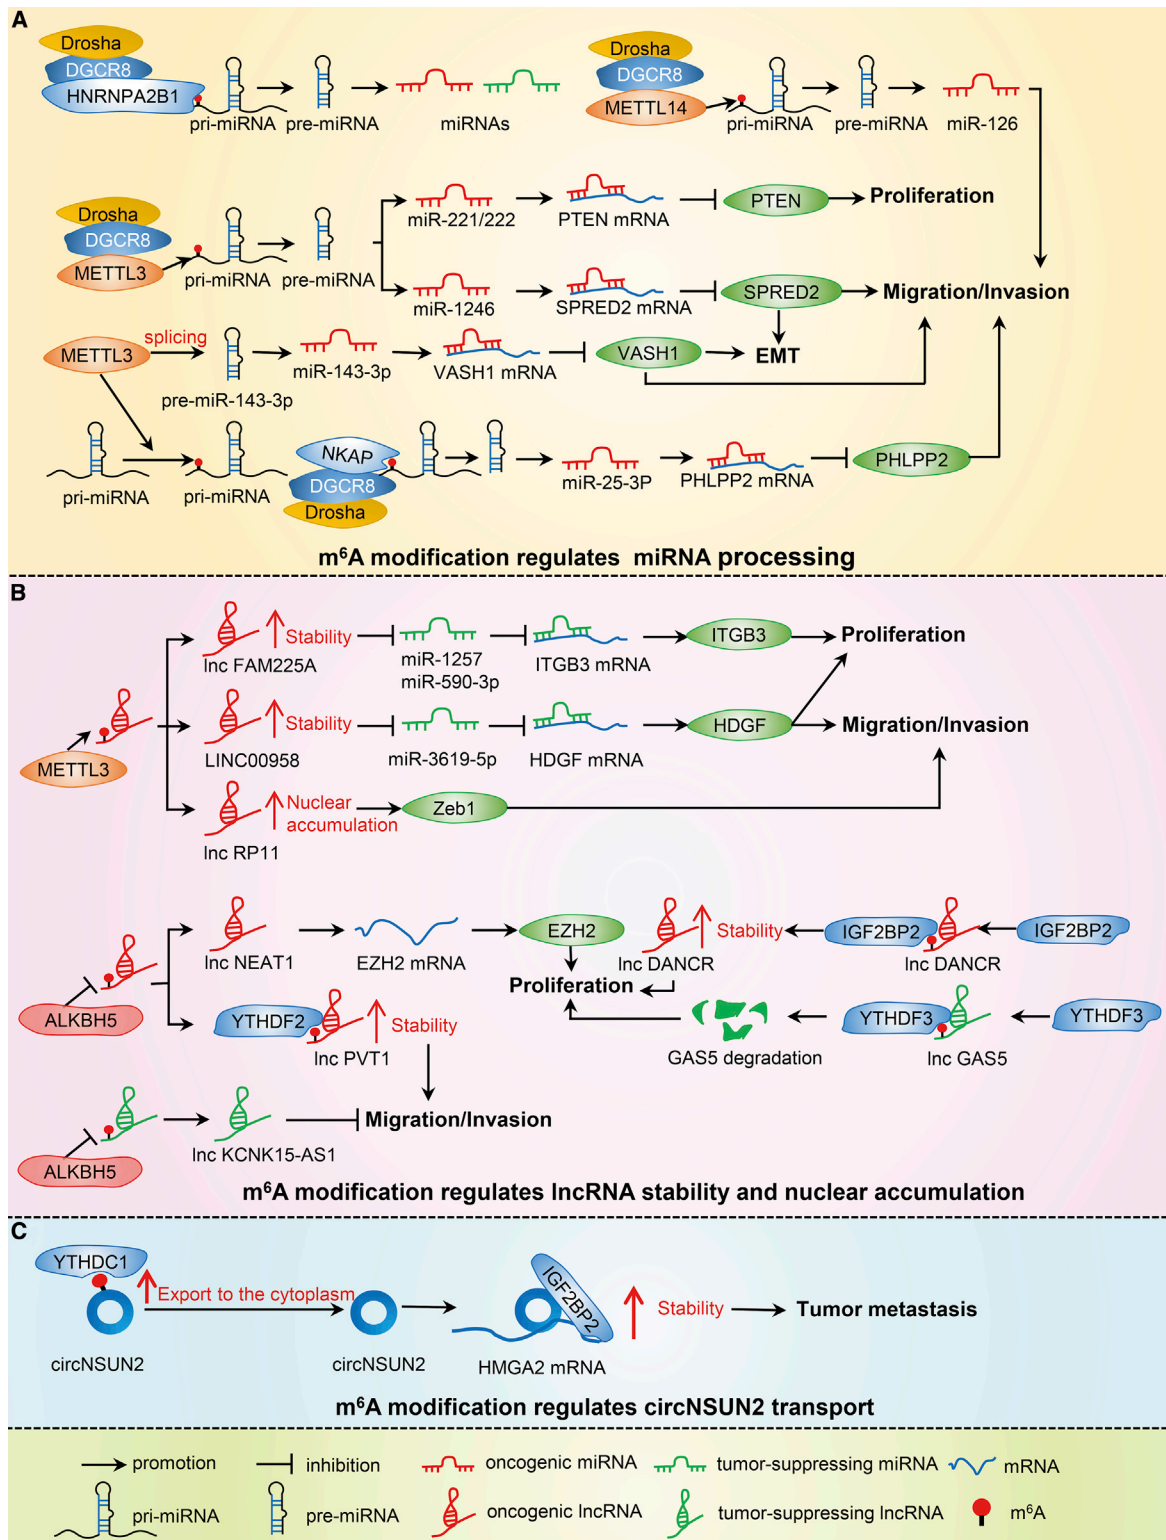 A
Drosha
DGCR8
HNRNPA2B1
pri-miRNA
pre-miRNA
miRNAs
Drosha
DGCR8
METTL14
pri-miRNA
pre-miRNA
miR-126
Drosha
DGCR8
METTL3
pri-miRNA
pre-miRNA
miR-221/222
PTEN mRNA
PTEN
Proliferation
miR-1246
SPRED2 mRNA
SPRED2
Migration/Invasion
METTL3
splicing
pre-miR-143-3p
miR-143-3p
VASH1 mRNA
VASH1
EMT
pri-miRNA
pri-miRNA
NKAP
DGCR8
Drosha
miR-25-3P
PHLPP2 mRNA
PHLPP2
m⁶A modification regulates miRNA processing
B
METTL3
lnc FAM225A
Stability
miR-1257
miR-590-3p
ITGB3 mRNA
ITGB3
Proliferation
LINC00958
Stability
miR-3619-5p
HDGF mRNA
HDGF
Migration/Invasion
lnc RP11
Nuclear
accumulation
Zeb1
ALKBH5
lnc NEAT1
EZH2 mRNA
EZH2
Proliferation
lnc DANCR
Stability
IGF2BP2
lnc DANCR
IGF2BP2
YTHDF2
lnc PVT1
Stability
GAS5 degradation
YTHDF3
lnc GAS5
YTHDF3
ALKBH5
lnc KCNK15-AS1
Migration/Invasion
m⁶A modification regulates lncRNA stability and nuclear accumulation
C
YTHDC1
circNSUN2
Export to the cytoplasm
circNSUN2
IGF2BP2
HMGA2 mRNA
Stability
Tumor metastasis
m⁶A modification regulates circNSUN2 transport
promotion
inhibition
oncogenic miRNA
tumor-suppressing miRNA
mRNA
pri-miRNA
pre-miRNA
oncogenic lncRNA
tumor-suppressing lncRNA
m⁶A